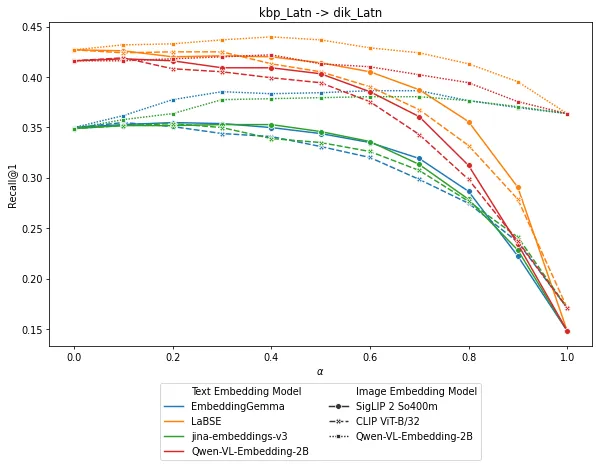 kbp_Latn -> dik_Latn
0.45
0.40
0.35
0.30
0.25
0.20
0.15
Recall@1
0.0 0.2 0.4 0.6 0.8 1.0
α
Text Embedding Model
EmbeddingGemma
LaBSE
jina-embeddings-v3
Qwen-VL-Embedding-2B
Image Embedding Model
SigLIP 2 So400m
CLIP ViT-B/32
Qwen-VL-Embedding-2B